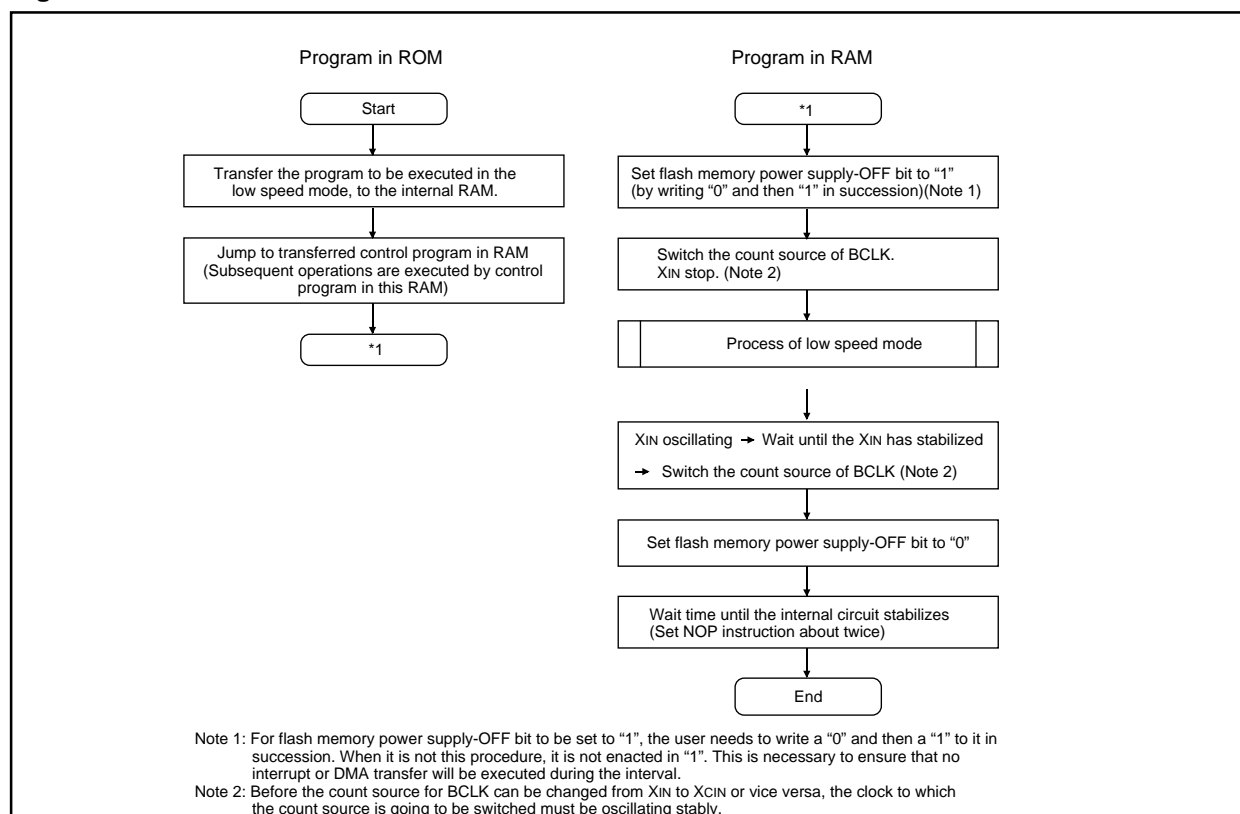 Program in ROM
Start
Transfer the program to be executed in the
low speed mode, to the internal RAM.
Jump to transferred control program in RAM
(Subsequent operations are executed by control
program in this RAM)
*1
Program in RAM
*1
Set flash memory power supply-OFF bit to “1”
(by writing “0” and then “1” in succession)(Note 1)
Switch the count source of BCLK.
XIN stop. (Note 2)
Process of low speed mode
XIN oscillating → Wait until the XIN has stabilized
→ Switch the count source of BCLK (Note 2)
Set flash memory power supply-OFF bit to “0”
Wait time until the internal circuit stabilizes
(Set NOP instruction about twice)
End
Note 1: For flash memory power supply-OFF bit to be set to “1”, the user needs to write a “0” and then a “1” to it in
succession. When it is not this procedure, it is not enacted in “1”. This is necessary to ensure that no
interrupt or DMA transfer will be executed during the interval.
Note 2: Before the count source for BCLK can be changed from XIN to XCIN or vice versa, the clock to which
the count source is going to be switched must be oscillating stably.